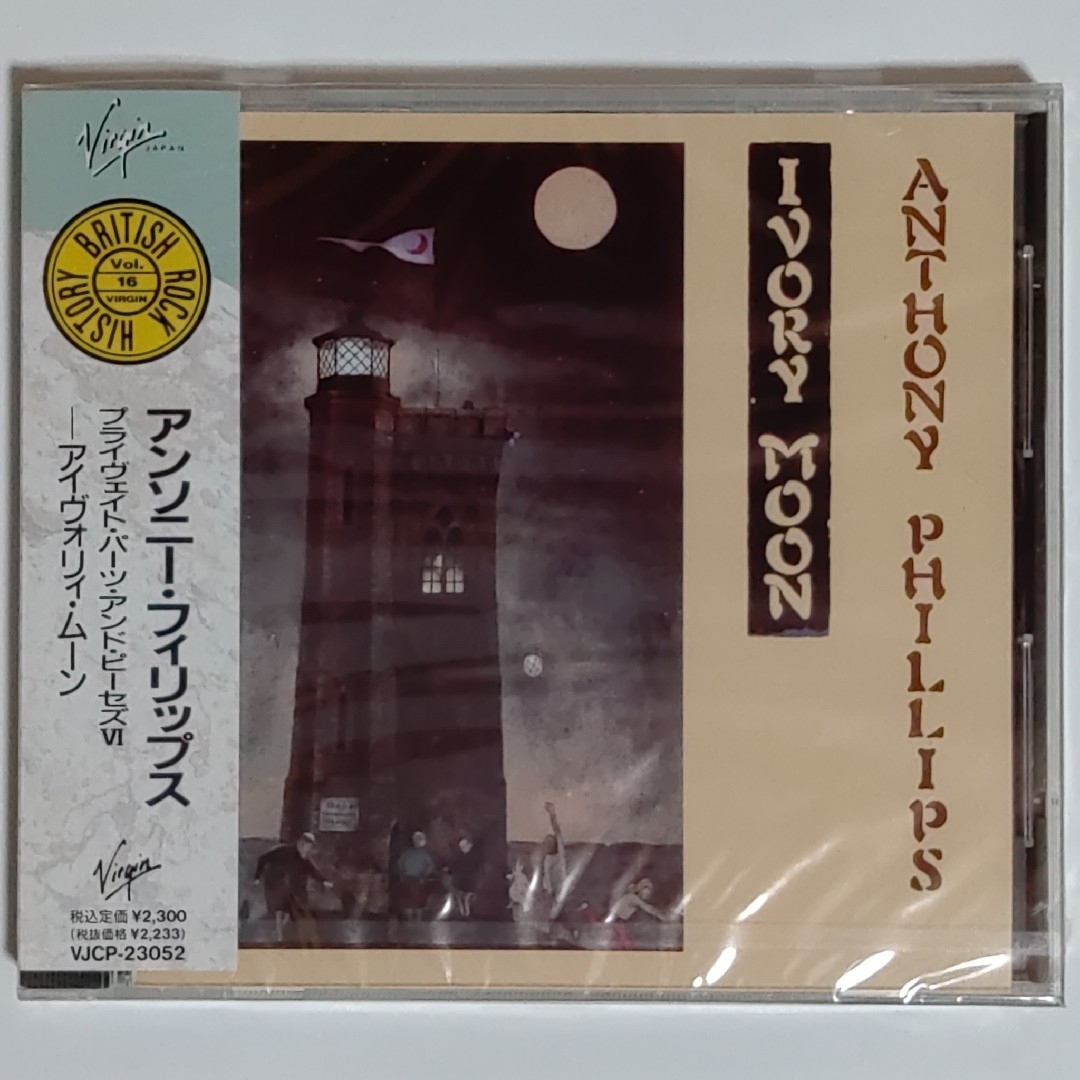 Virgin
JAPAN
BRITISH ROCK HISTORY
Vol.
16
VIRGIN
アンソニー・フィリップス
プライヴェイト・パーツ・アンド・ピーセズVI
—アイヴォリィ・ムーン
Virgin
税込定価 ¥2,300
(税抜価格 ¥2,233)
VJCP-23052
IVORY MOON
ANTHONY PHILLIPS